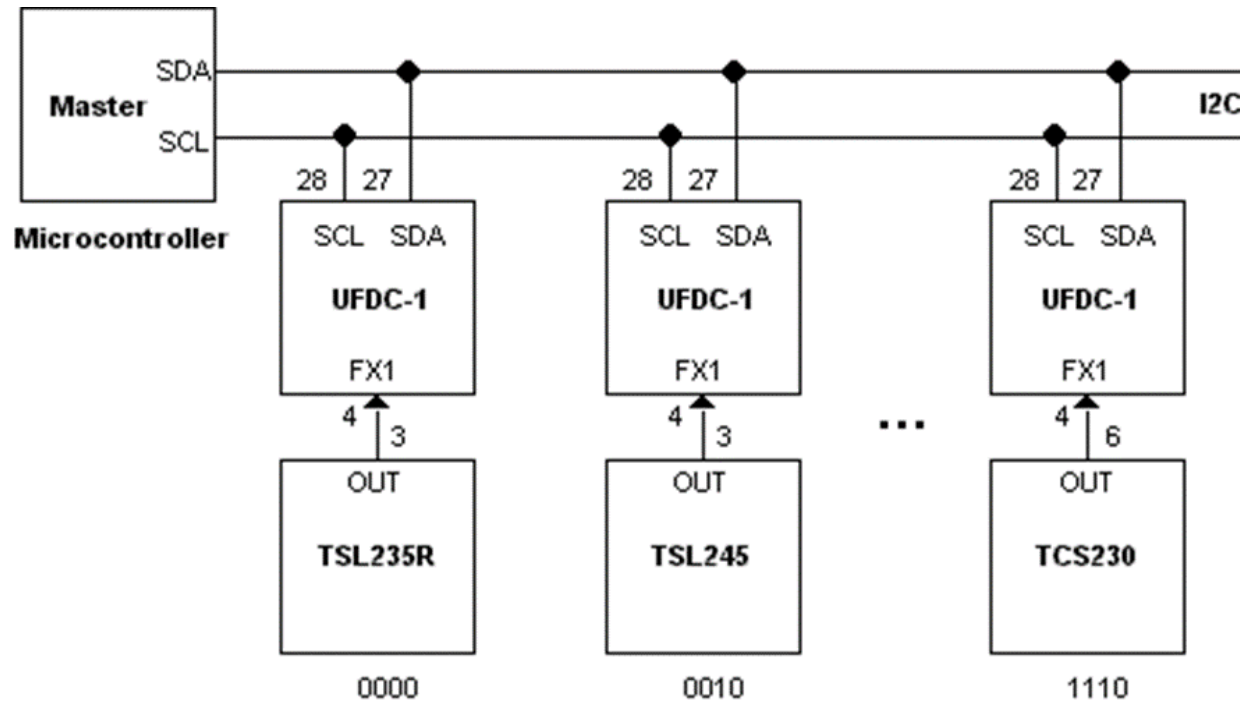 SDA
Master
SCL
I2C
Microcontroller
28 27
SCL SDA
UFDC-1
FX1
4
3
OUT
TSL235R
0000
28 27
SCL SDA
UFDC-1
FX1
4
3
OUT
TSL245
0010
...
28 27
SCL SDA
UFDC-1
FX1
4
6
OUT
TCS230
1110